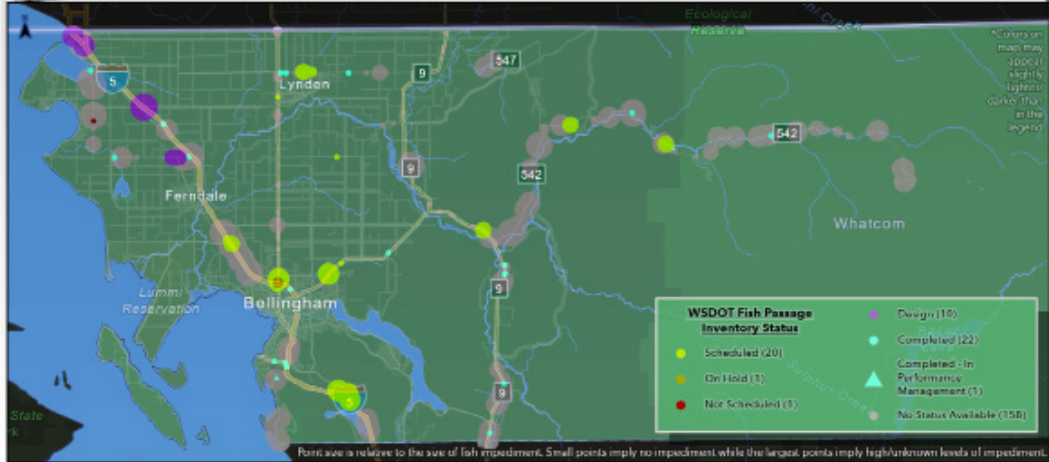 Ecological
Reserve
*Colors on
map may
appear
slightly
lighter/
darker than
in the
legend
5
9
547
Lynden
542
9
542
Ferndale
Whatcom
Lummi
Reservation
Bellingham
9
WSDOT Fish Passage
Inventory Status
Scheduled (20)
On Hold (1)
Not Scheduled (1)
Design (10)
Completed (22)
Completed - In
Performance
Management (1)
No Status Available (158)
Sulphur Creek
5
State
Point size is relative to the size of fish impediment. Small points imply no impediment while the largest points imply high/unknown levels of impediment.